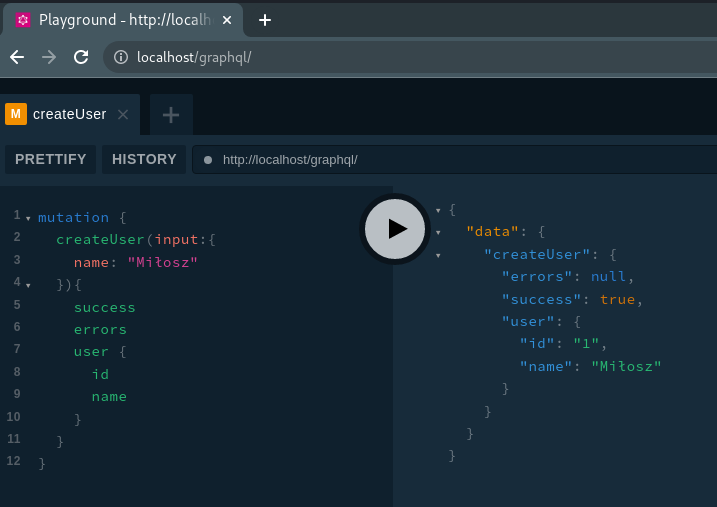 Playground - http://localh
localhost/graphql/
M createUser
PRETTIFY HISTORY http://localhost/graphql/
1 mutation {
2 createUser(input:{
3 name: "Miłosz"
4 }){
5 success
6 errors
7 user {
8 id
9 name
10 }
11 }
12 }
{
"data": {
"createUser": {
"errors": null,
"success": true,
"user": {
"id": "1",
"name": "Miłosz"
}
}
}
}